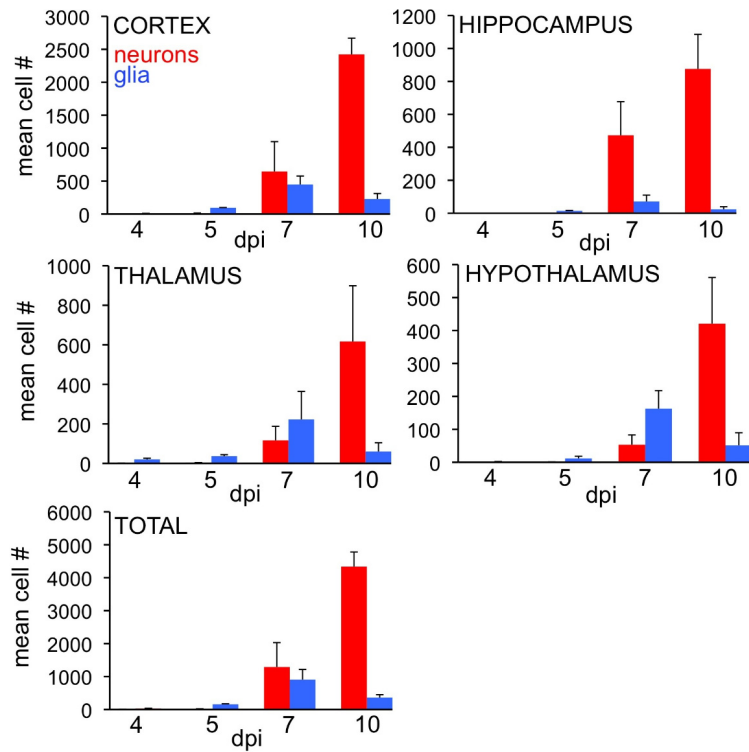 CORTEX
neurons
glia
mean cell #
3000
2500
2000
1500
1000
500
0
4 5 7 10
dpi
HIPPOCAMPUS
1200
1000
800
600
400
200
0
4 5 7 10
dpi
THALAMUS
mean cell #
1000
800
600
400
200
0
4 5 7 10
dpi
HYPOTHALAMUS
600
500
400
300
200
100
0
4 5 7 10
dpi
TOTAL
mean cell #
6000
5000
4000
3000
2000
1000
0
4 5 7 10
dpi